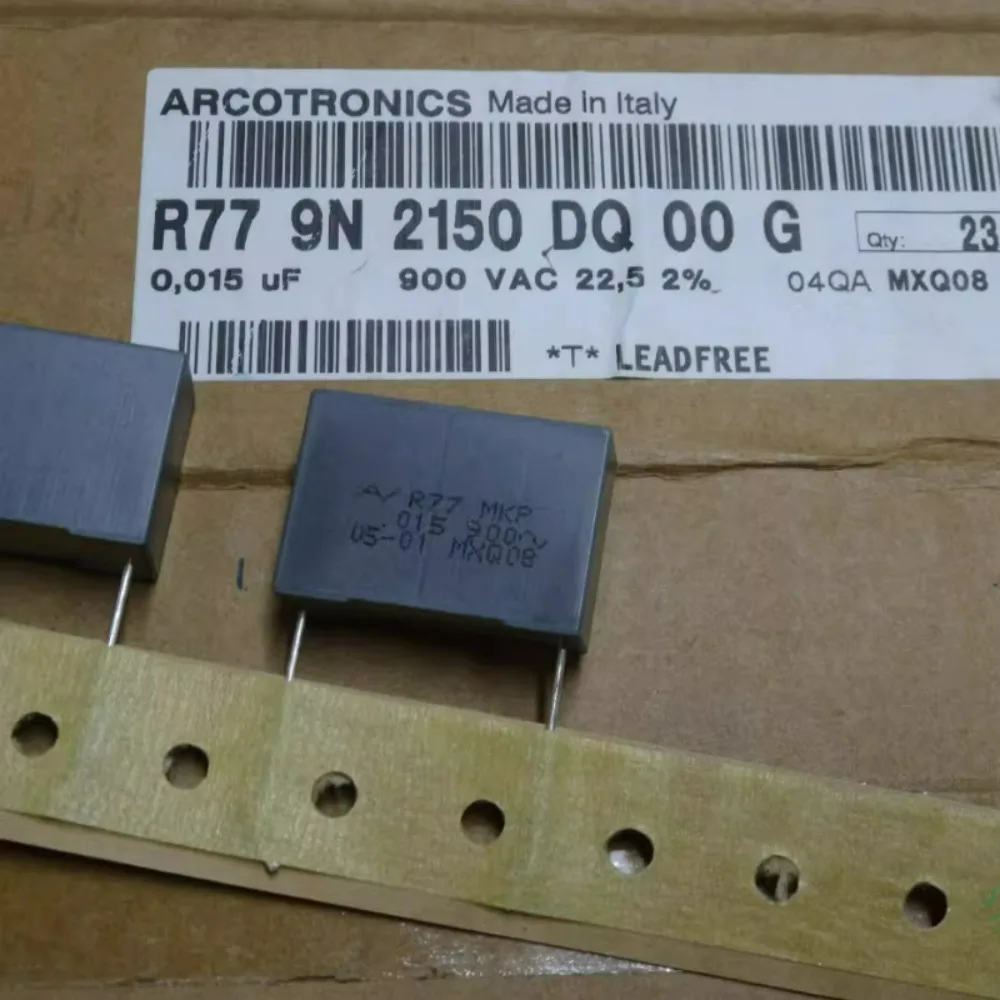 ARCOTRONICS Made in Italy
R77 9N 2150 DQ 00 G Qty: 23
0,015 uF 900 VAC 22,5 2% 04QA MXQ08
*T* LEADFREE
R77 MKP
.015 900~
05-01 MXQ08